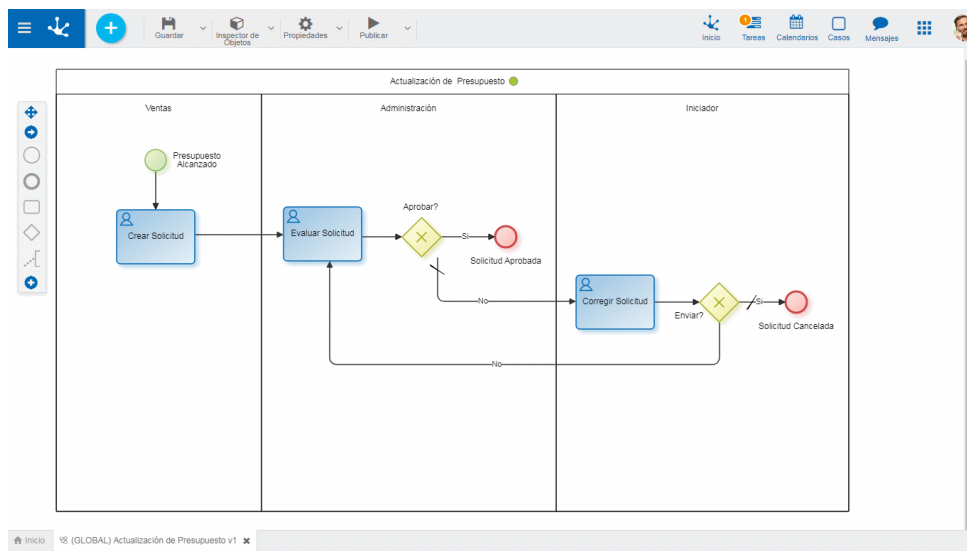 Guardar
Inspector de
Objetos
Propiedades
Publicar
Inicio
1
Tareas
Calendarios
Casos
Mensajes
Actualización de Presupuesto
Ventas
Administración
Iniciador
Presupuesto
Alcanzado
Crear Solicitud
Evaluar Solicitud
Aprobar?
Si
Solicitud Aprobada
No
Corregir Solicitud
Enviar?
Si
Solicitud Cancelada
No
Inicio
(GLOBAL) Actualización de Presupuesto v1